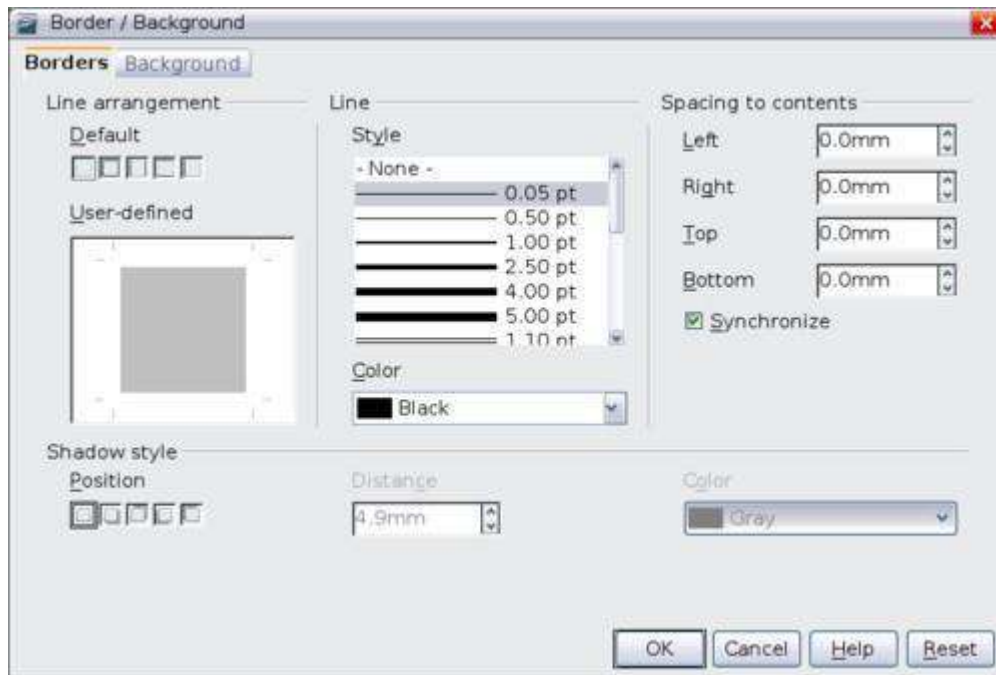 Border / Background
Borders Background
Line arrangement
Default
User-defined
Line
Style
- None -
0.05 pt
0.50 pt
1.00 pt
2.50 pt
4.00 pt
5.00 pt
1.10 pt
Color
Black
Spacing to contents
Left 0.0mm
Right 0.0mm
Top 0.0mm
Bottom 0.0mm
Synchronize
Shadow style
Position
Distance
4.9mm
Color
Gray
OK Cancel Help Reset